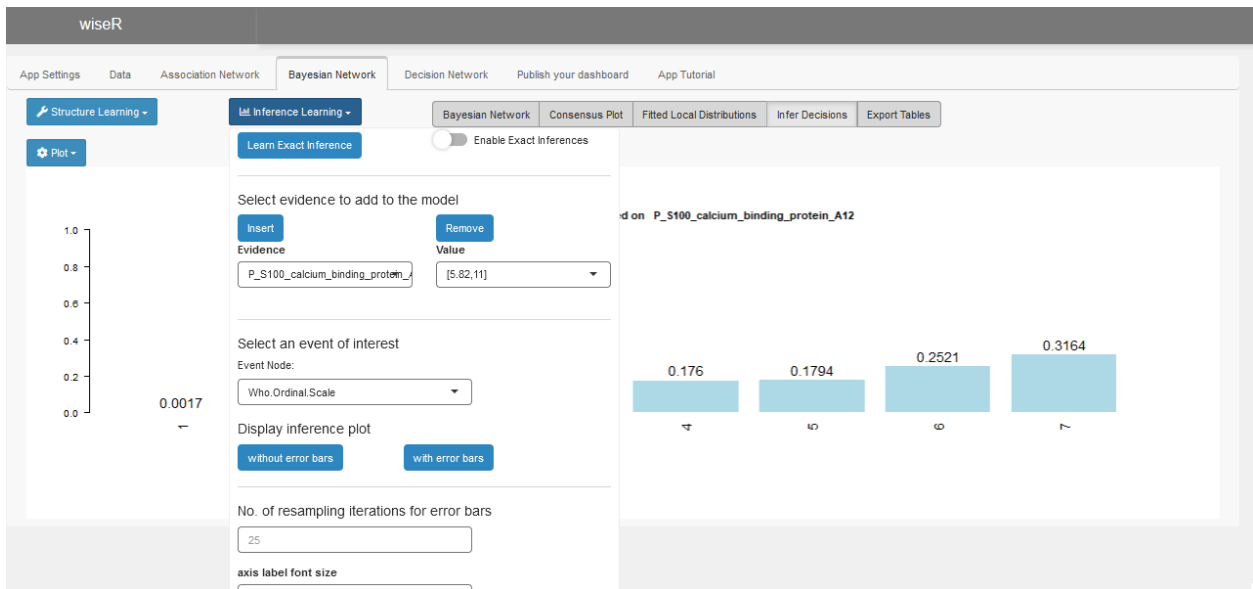 wiseR
App Settings Data Association Network Bayesian Network Decision Network Publish your dashboard App Tutorial
Structure Learning Inference Learning Bayesian Network Consensus Plot Fitted Local Distributions Infer Decisions Export Tables
Plot
Learn Exact Inference Enable Exact Inferences
Select evidence to add to the model
Insert Remove
Evidence Value
P_S100_calcium_binding_protein_ [5.82,11]
Select an event of interest
Event Node:
Who.Ordinal.Scale
Display inference plot
without error bars with error bars
No. of resampling iterations for error bars
25
axis label font size
on P_S100_calcium_binding_protein_A12
1.0
0.8
0.6
0.4
0.2
0.0
0.0017 0.176 0.1794 0.2521 0.3164
1 4 5 6 7